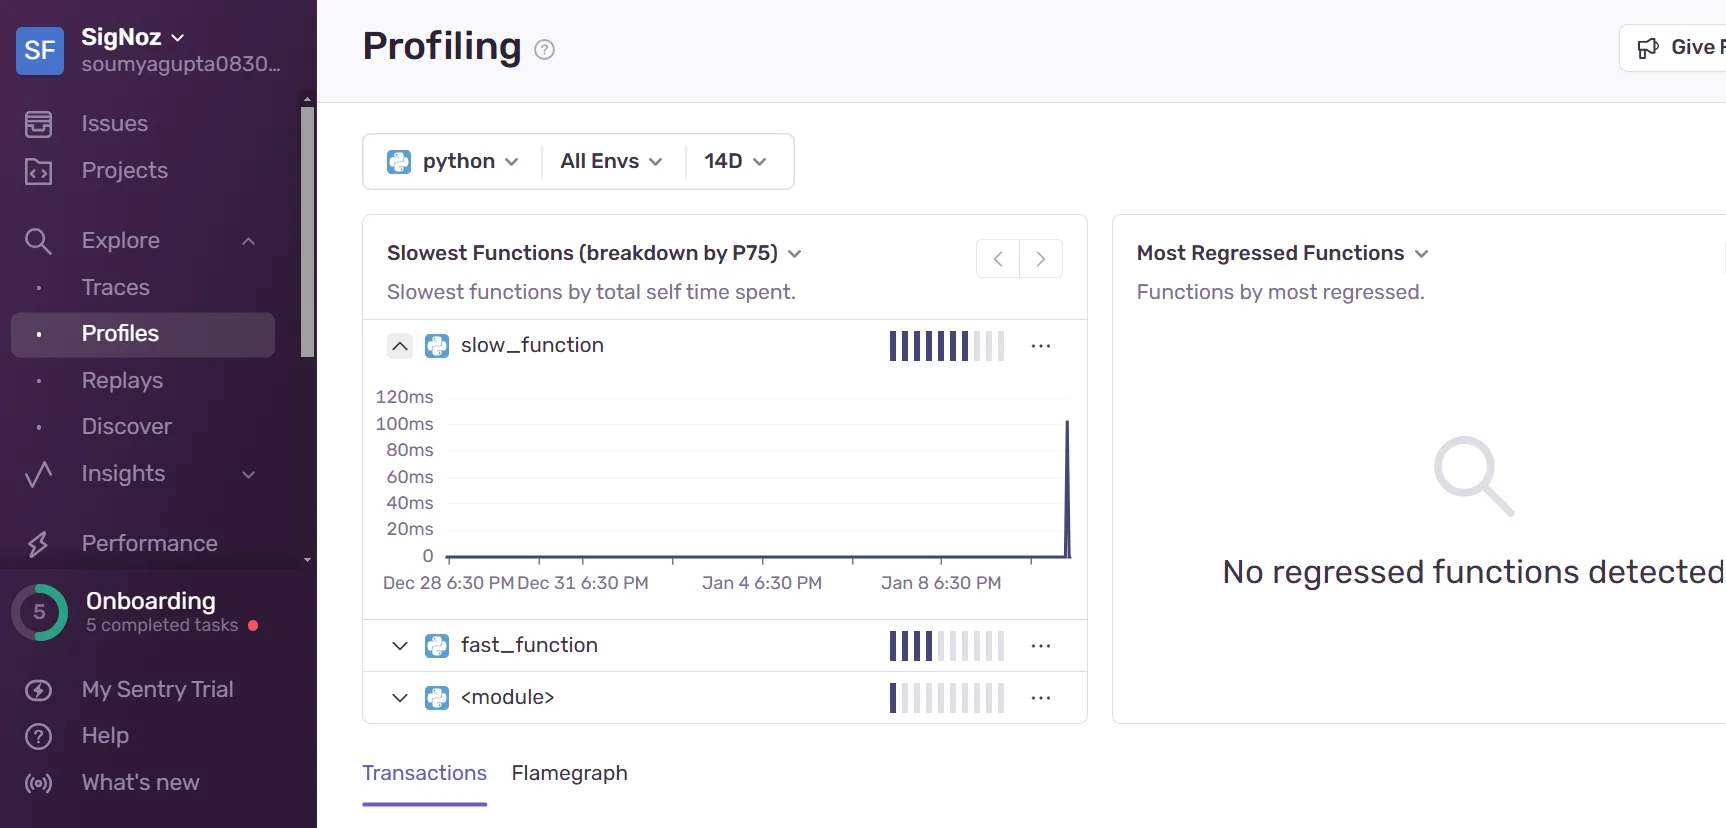 SF
SigNoz
soumyagupta0830...
Issues
Projects
Explore
Traces
Profiles
Replays
Discover
Insights
Performance
5
Onboarding
5 completed tasks
My Sentry Trial
Help
What's new
Profiling ?
Give F
python
All Envs
14D
Slowest Functions (breakdown by P75)
Slowest functions by total self time spent.
slow_function
120ms
100ms
80ms
60ms
40ms
20ms
0
Dec 28 6:30 PM Dec 31 6:30 PM Jan 4 6:30 PM Jan 8 6:30 PM
fast_function
<module>
Most Regressed Functions
Functions by most regressed.
No regressed functions detected
Transactions Flamegraph